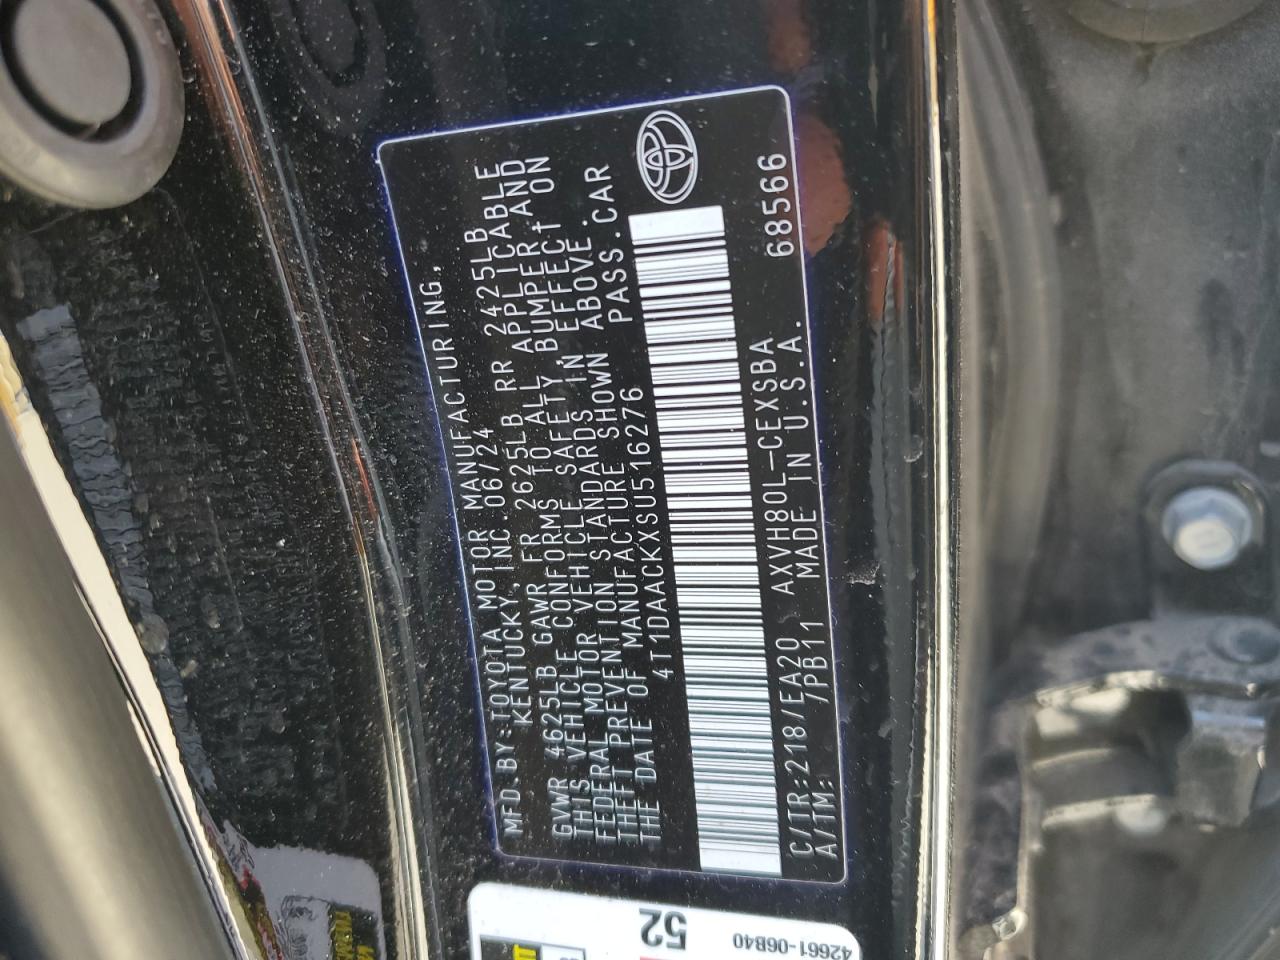 MFD.BY:TOYOTA MOTOR MANUFACTURING,
KENTUCKY INC.06/24
GVWR 4625LB GAWR FR 2625LB RR 2425LB
THIS VEHICLE CONFORMS TO ALL APPLICABLE
FEDERAL MOTOR VEHICLE SAFETY,BUMPER,AND
THEFT PREVENTION STANDARDS IN EFFECT ON
THE DATE OF MANUFACTURE SHOWN ABOVE.
4T1DAACKXSU516276 PASS.CAR
C/TR:218/EA20 AXVH80L-CEXSBA 68566
A/TM: /PB11 MADE IN U.S.A.
52
42661-06B40